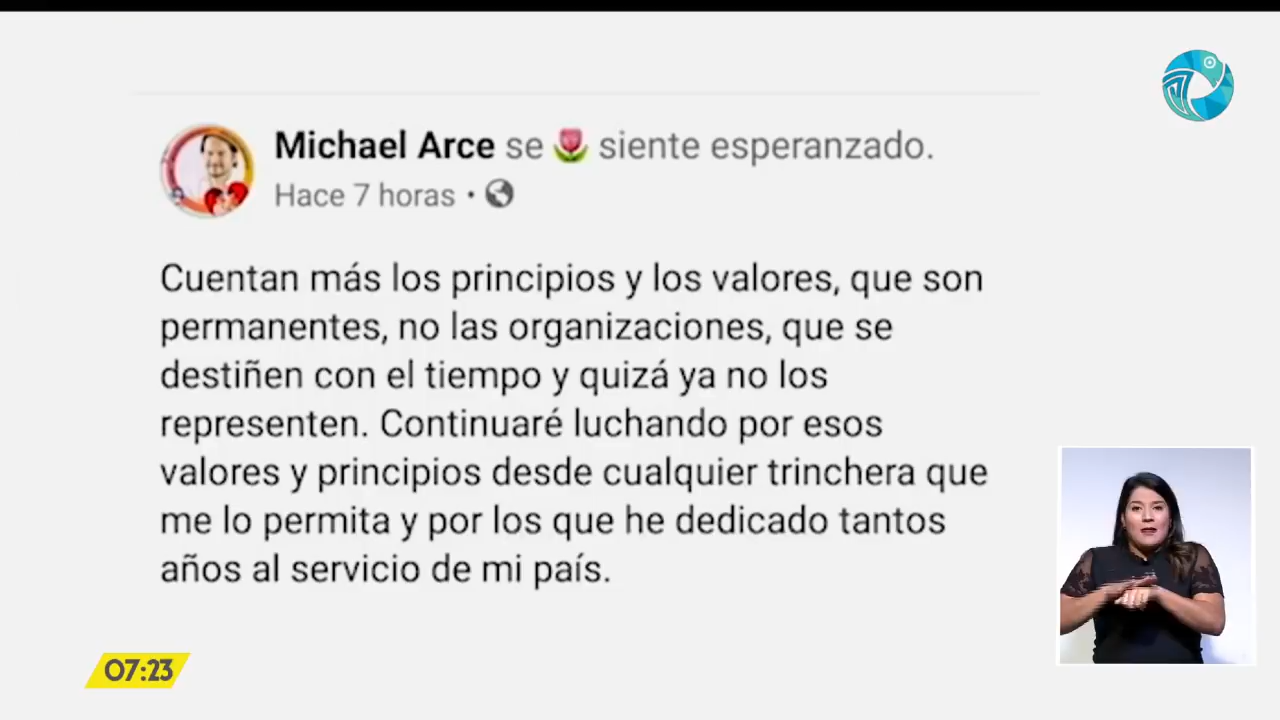 Michael Arce se siente esperanzado.
Hace 7 horas ·
Cuentan más los principios y los valores, que son
permanentes, no las organizaciones, que se
destiñen con el tiempo y quizá ya no los
representen. Continuaré luchando por esos
valores y principios desde cualquier trinchera que
me lo permita y por los que he dedicado tantos
años al servicio de mi país.
07:23